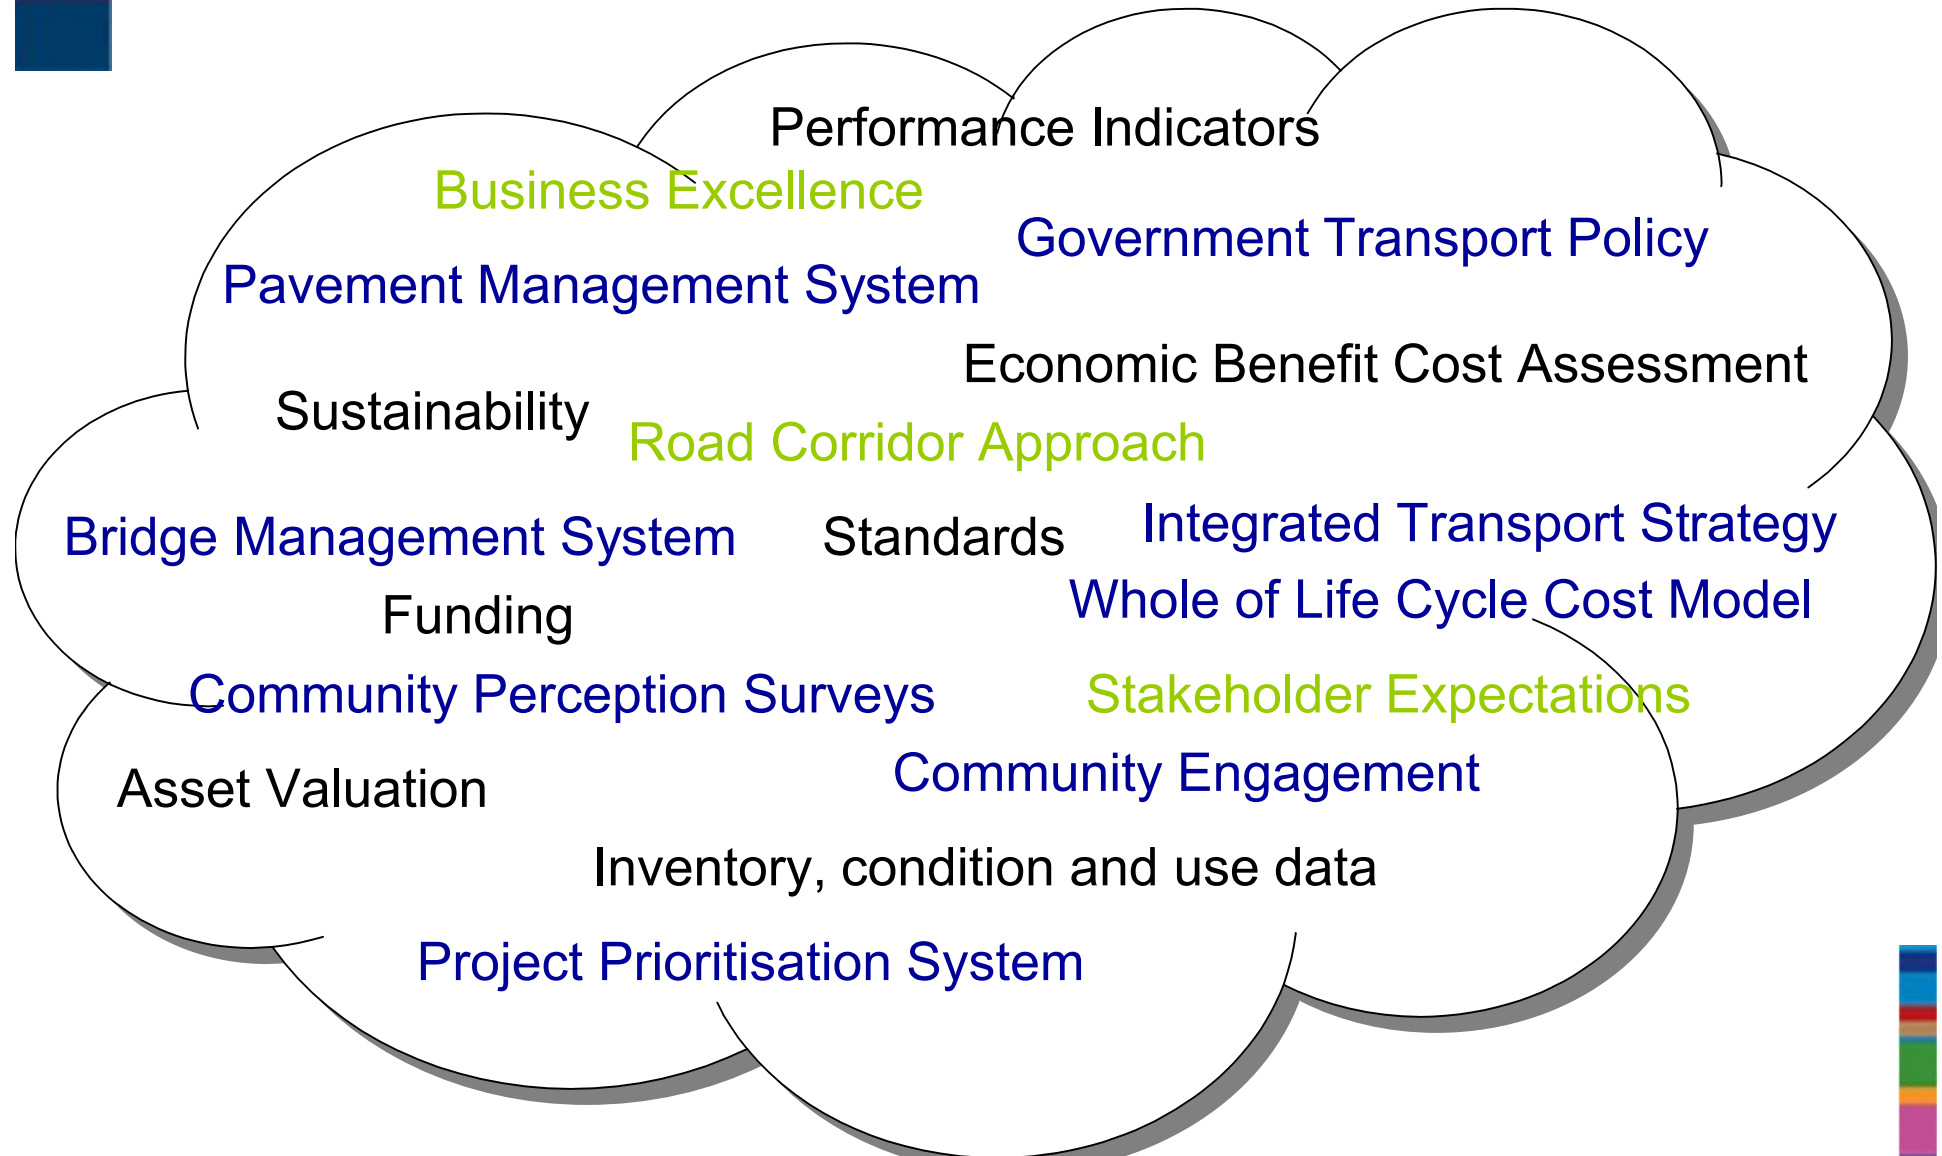 Performance Indicators
Business Excellence
Government Transport Policy
Pavement Management System
Economic Benefit Cost Assessment
Sustainability
Road Corridor Approach
Bridge Management System
Standards
Integrated Transport Strategy
Funding
Whole of Life Cycle Cost Model
Community Perception Surveys
Stakeholder Expectations
Asset Valuation
Community Engagement
Inventory, condition and use data
Project Prioritisation System